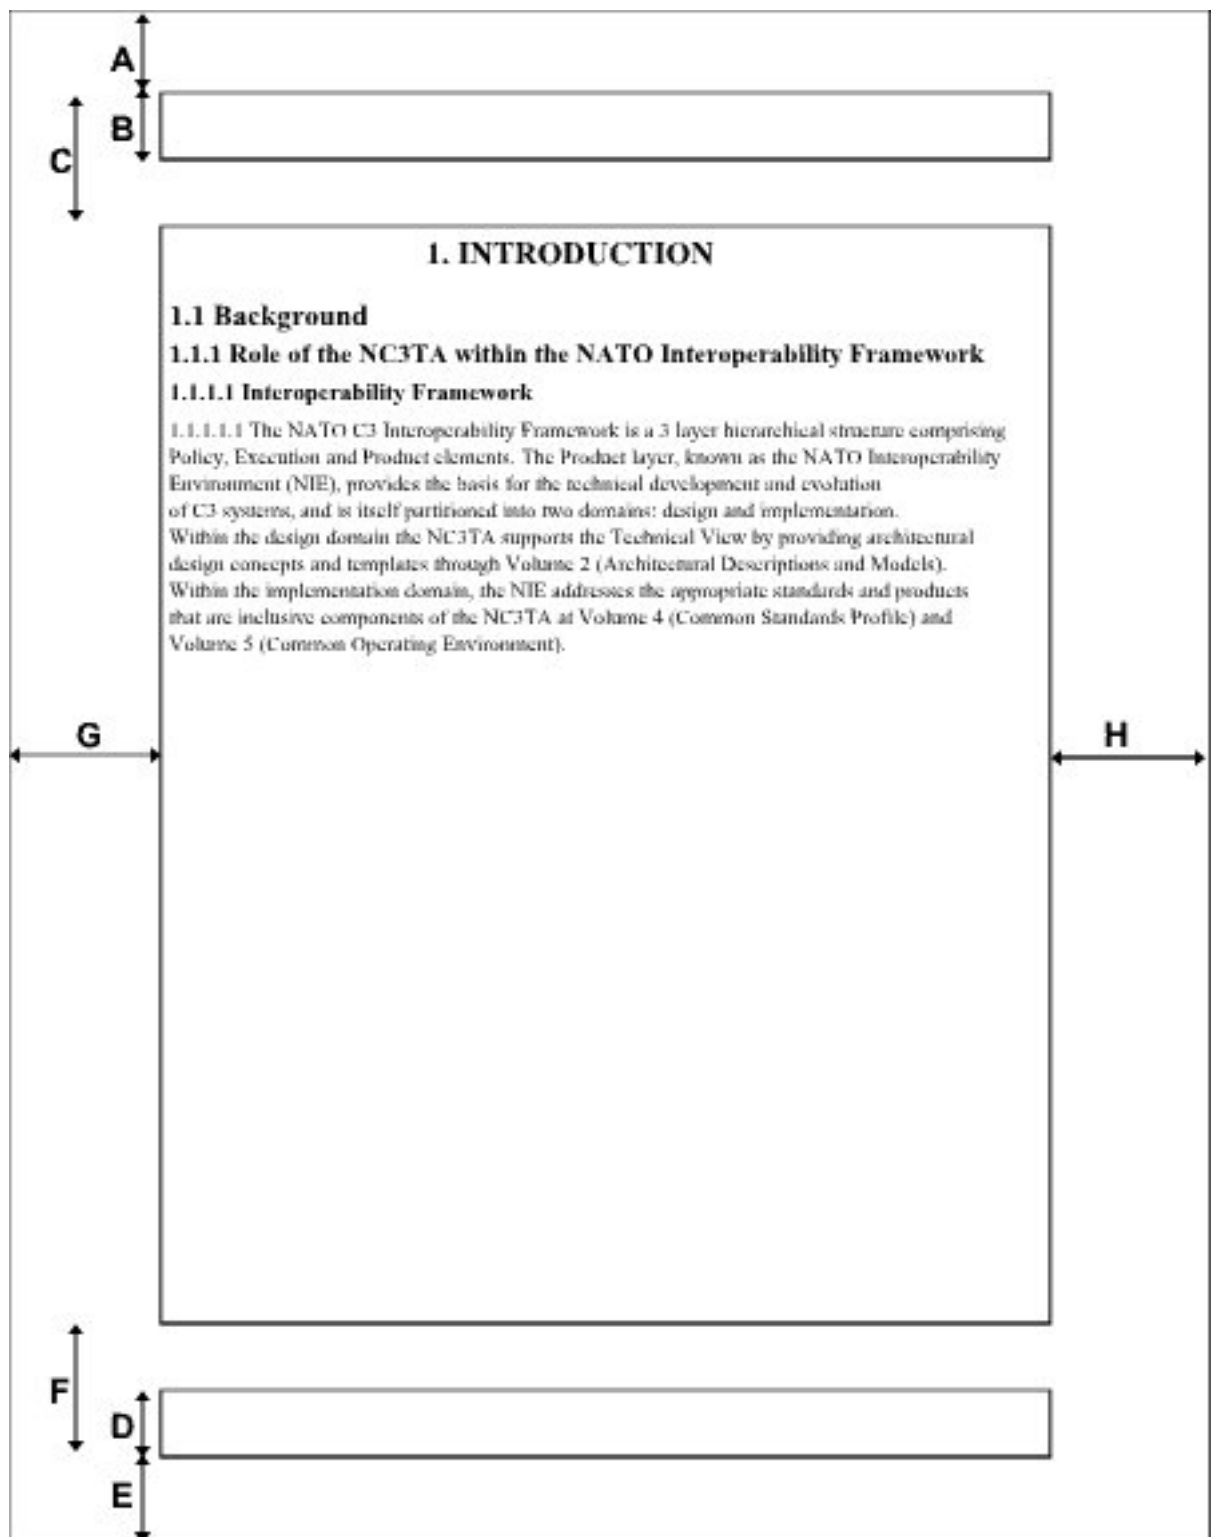 A
B
C
1. INTRODUCTION
1.1 Background
1.1.1 Role of the NC3TA within the NATO Interoperability Framework
1.1.1.1 Interoperability Framework
1.1.1.1.1 The NATO C3 Interoperability Framework is a 3 layer hierarchical structure comprising
Policy, Execution and Product elements. The Product layer, known as the NATO Interoperability
Environment (NIE), provides the basis for the technical development and evolution
of C3 systems, and is itself partitioned into two domains: design and implementation.
Within the design domain the NC3TA supports the Technical View by providing architectural
design concepts and templates through Volume 2 (Architectural Descriptions and Models).
Within the implementation domain, the NIE addresses the appropriate standards and products
that are inclusive components of the NC3TA at Volume 4 (Common Standards Profile) and
Volume 5 (Common Operating Environment).
G
H
F
D
E